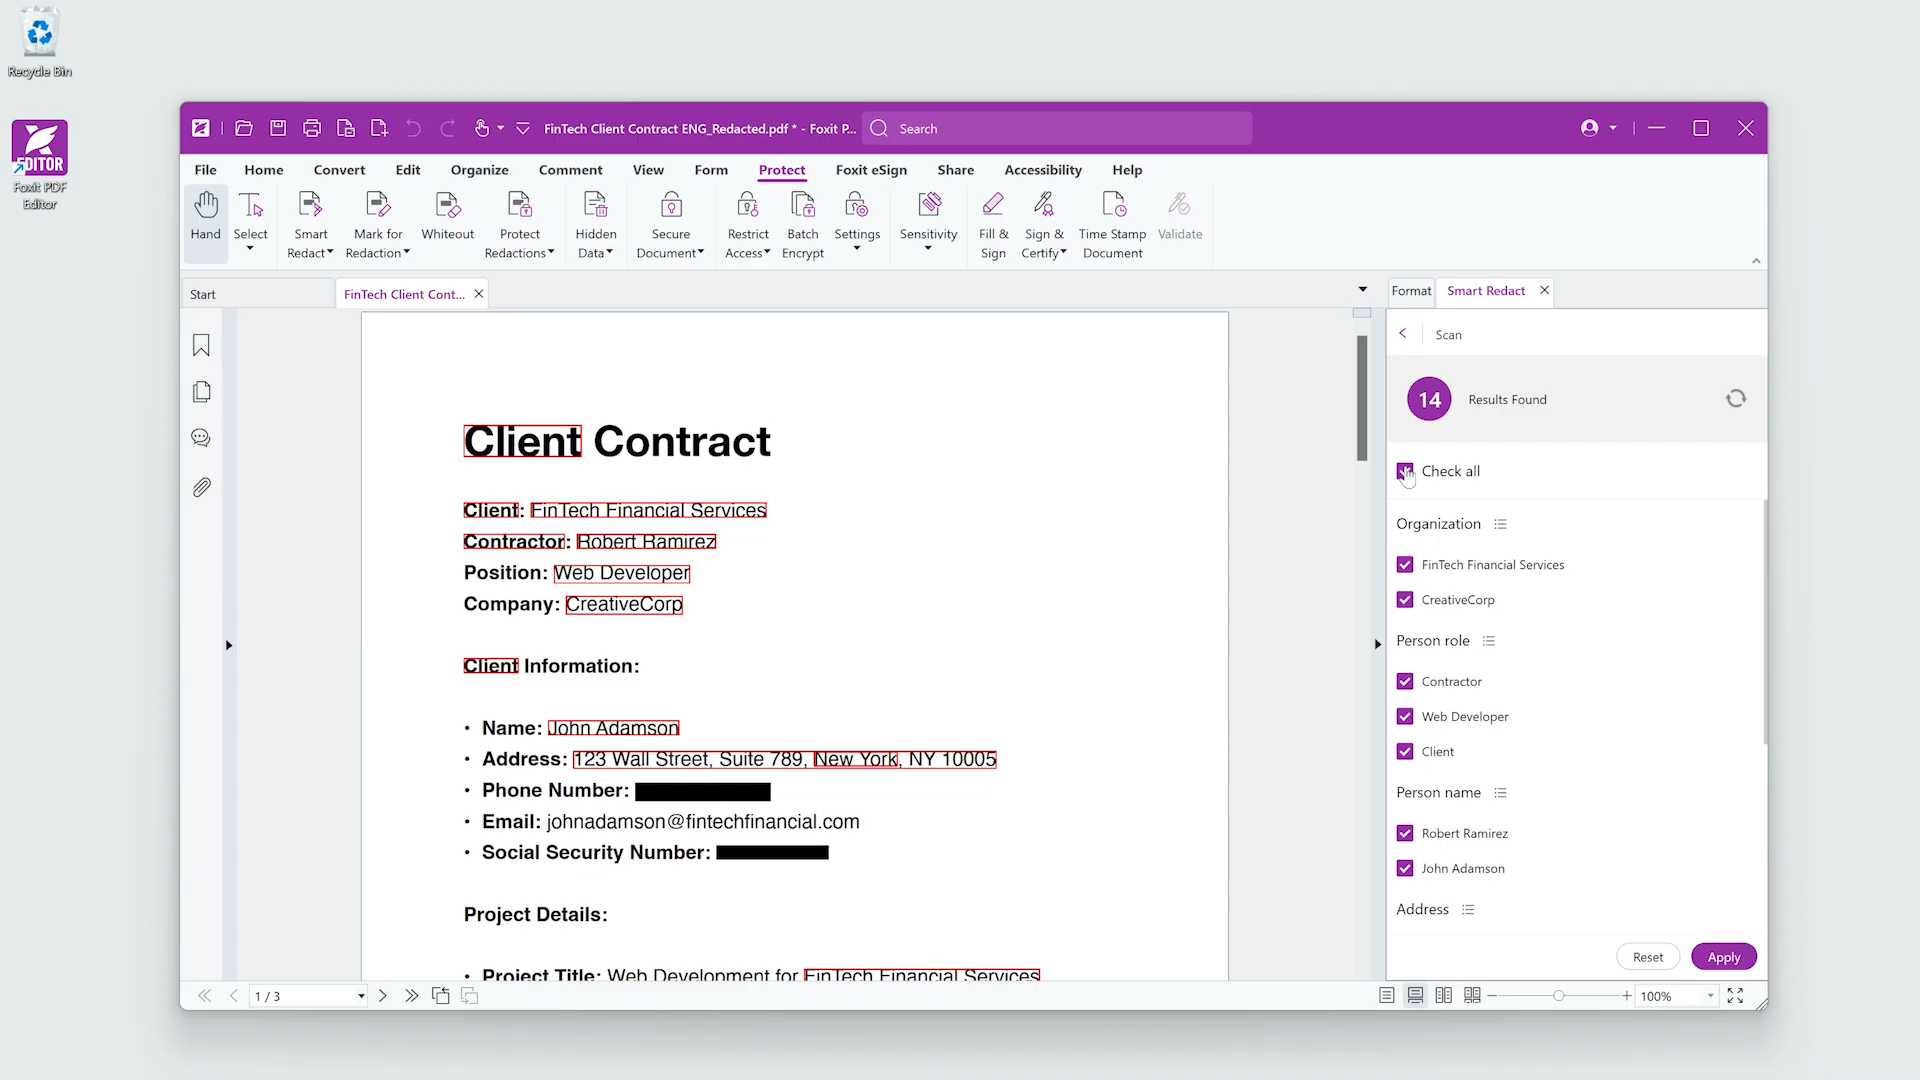 Recycle Bin
EDITOR
Foxit PDF
Editor
FinTech Client Contract ENG_Redacted.pdf * - Foxit P...
Search
File Home Convert Edit Organize Comment View Form Protect Foxit eSign Share Accessibility Help
Hand
Select
Smart
Redact
Mark for
Redaction
Whiteout
Protect
Redactions
Hidden
Data
Secure
Document
Restrict
Access
Batch
Encrypt
Settings
Sensitivity
Fill &
Sign
Sign &
Certify
Time Stamp
Document
Validate
Start
FinTech Client Cont...
Format
Smart Redact
Client Contract
Client: FinTech Financial Services
Contractor: Robert Ramirez
Position: Web Developer
Company: CreativeCorp
Client Information:
• Name: John Adamson
• Address: 123 Wall Street, Suite 789, New York, NY 10005
• Phone Number:
• Email: johnadamson@fintechfinancial.com
• Social Security Number:
Project Details:
• Project Title: Web Development for FinTech Financial Services
Scan
14
Results Found
Check all
Organization
FinTech Financial Services
CreativeCorp
Person role
Contractor
Web Developer
Client
Person name
Robert Ramirez
John Adamson
Address
Reset
Apply
1 / 3
100%